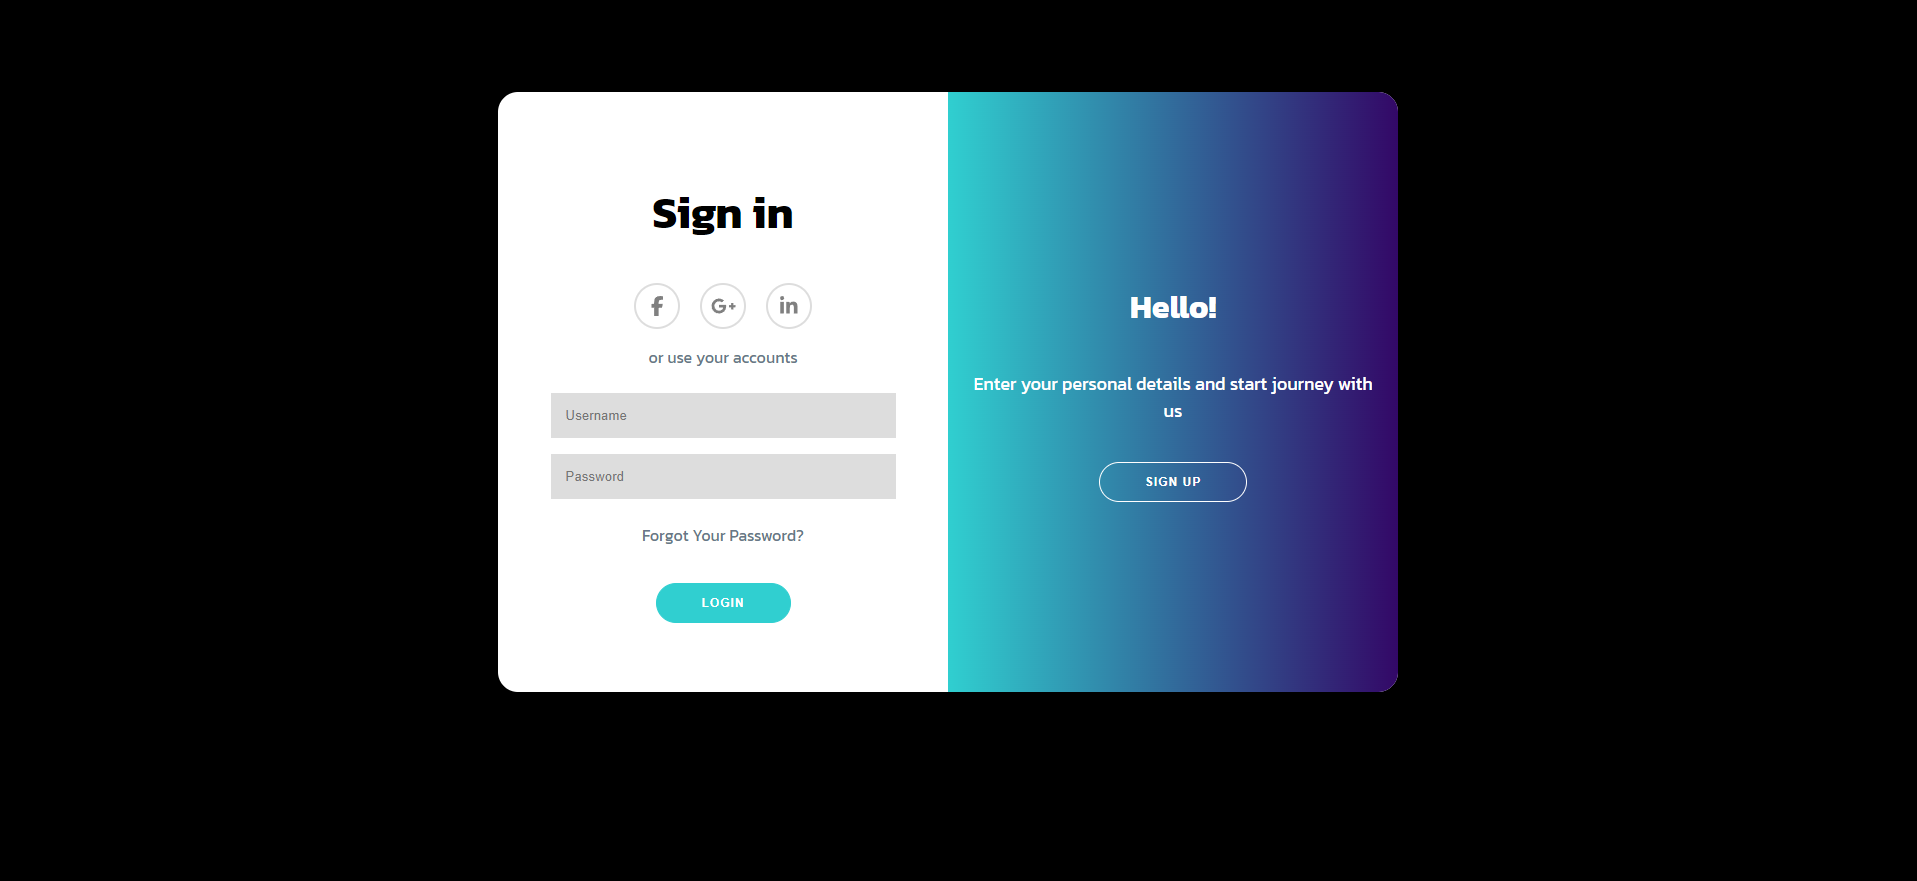 Sign in
G+
in
or use your accounts
Username
Password
Forgot Your Password?
LOGIN
Hello!
Enter your personal details and start journey with
us
SIGN UP